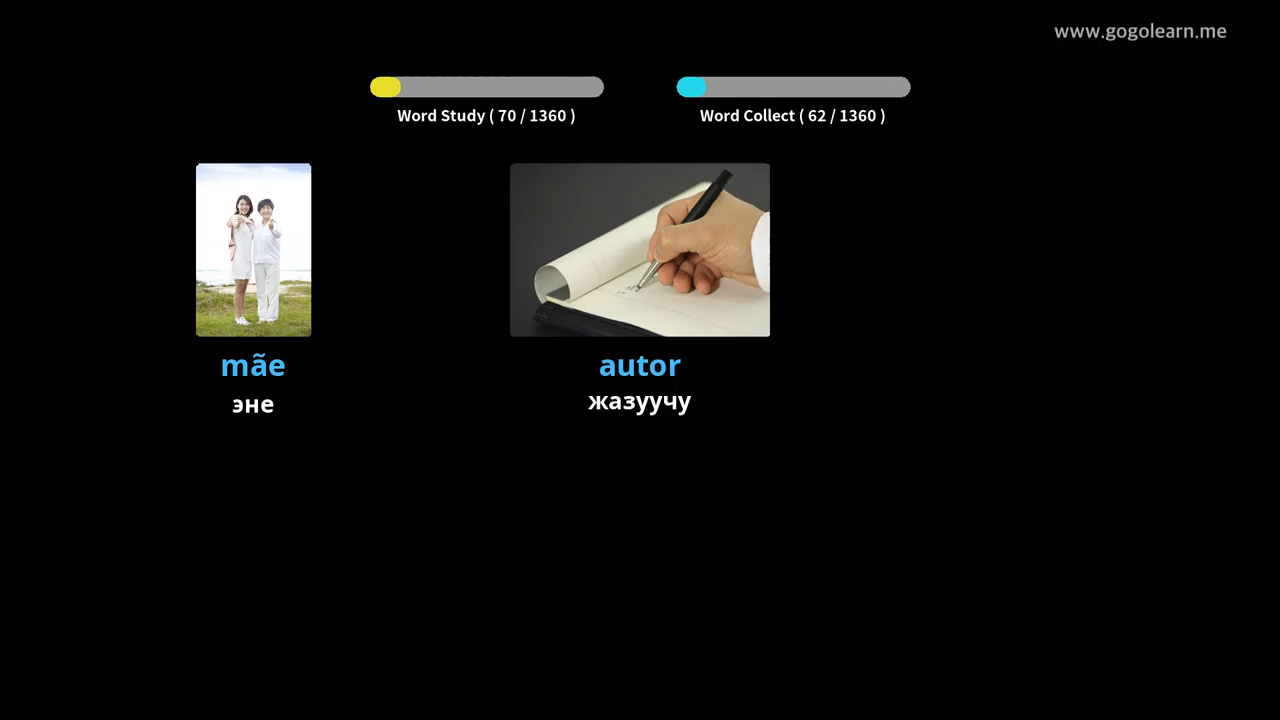 www.gogolearn.me
Word Study ( 70 / 1360 )
Word Collect ( 62 / 1360 )
mãe
эне
autor
жазуучу